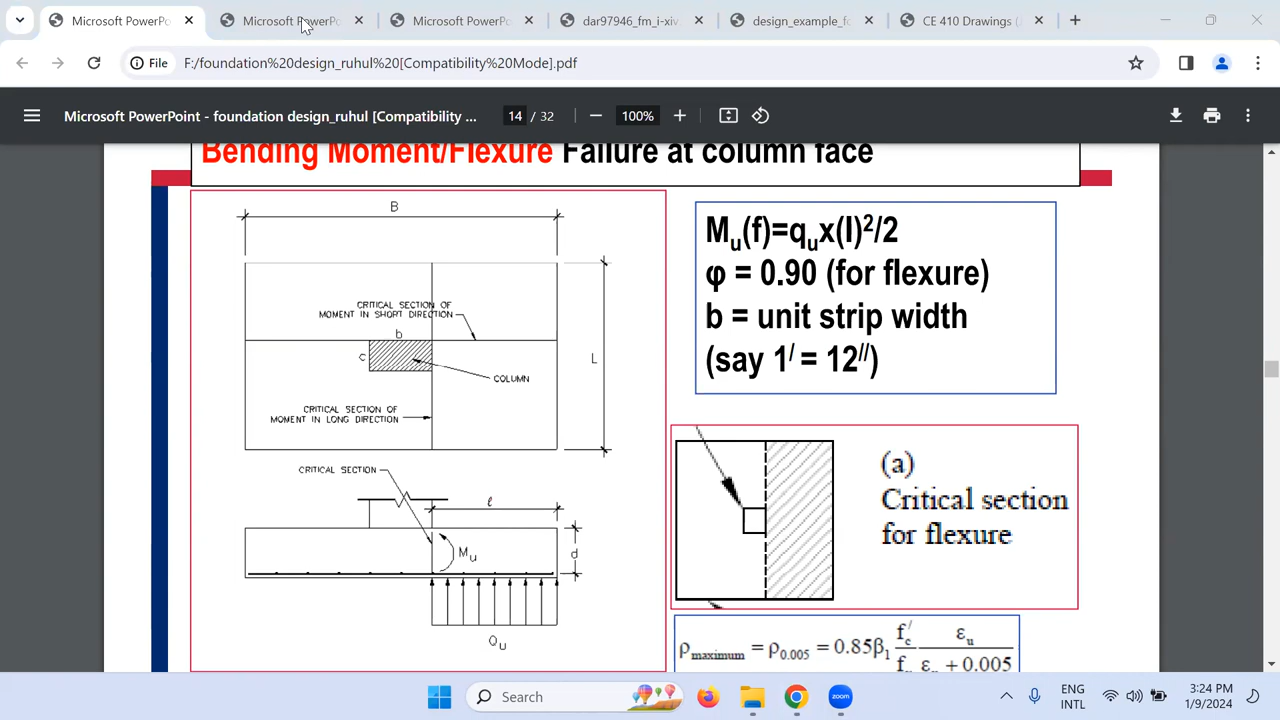 Microsoft PowerPo
Microsoft PowerPo
Microsoft PowerPo
dar97946_fm_i-xiv.
design_example_fo
CE 410 Drawings (
File
F:/foundation%20design_ruhul%20[Compatibility%20Mode].pdf
Microsoft PowerPoint - foundation design_ruhul [Compatibility ...
14 / 32
100%
Bending Moment/Flexure Failure at column face
B
CRITICAL SECTION OF
MOMENT IN SHORT DIRECTION
b
c
COLUMN
L
CRITICAL SECTION OF
MOMENT IN LONG DIRECTION
CRITICAL SECTION
ℓ
Mu
d
Qu
Mu(f)=qux(l)²/2
φ = 0.90 (for flexure)
b = unit strip width
(say 1/ = 12//)
(a)
Critical section
for flexure
ρmaximum = ρ0.005 = 0.85β1 f′c/f εu/ε + 0.005
Search
zoom
ENG
INTL
3:24 PM
1/9/2024